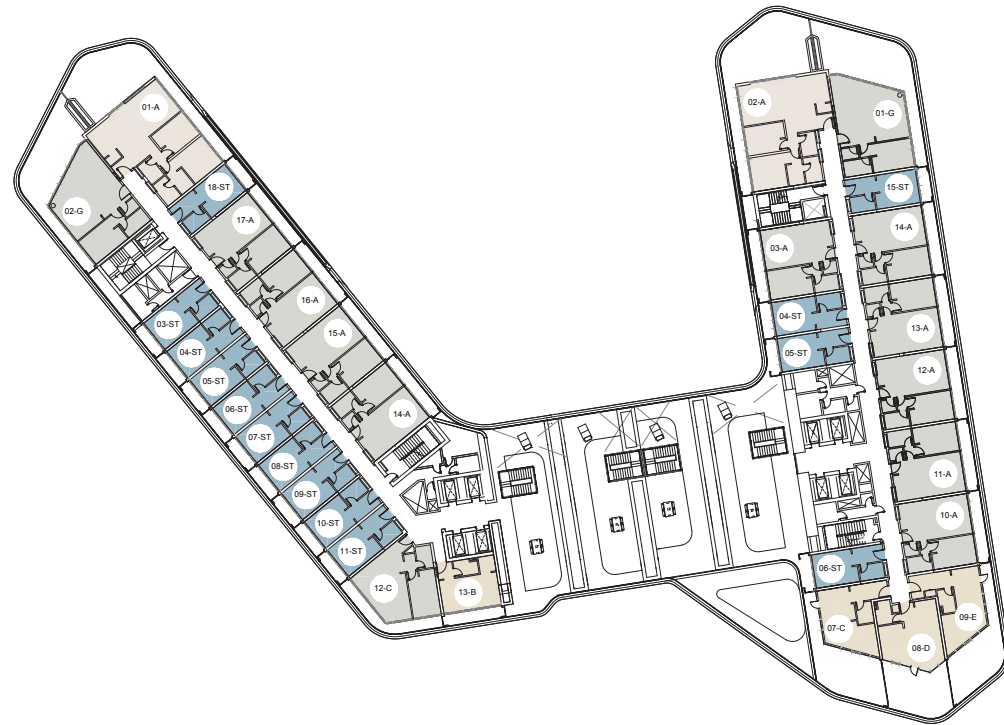 01-A
02-G
18-ST
17-A
16-A
15-A
14-A
03-ST
04-ST
05-ST
06-ST
07-ST
08-ST
09-ST
10-ST
11-ST
12-C
13-B
02-A
01-G
15-ST
14-A
03-A
04-ST
05-ST
13-A
12-A
11-A
10-A
06-ST
07-C
08-D
09-E